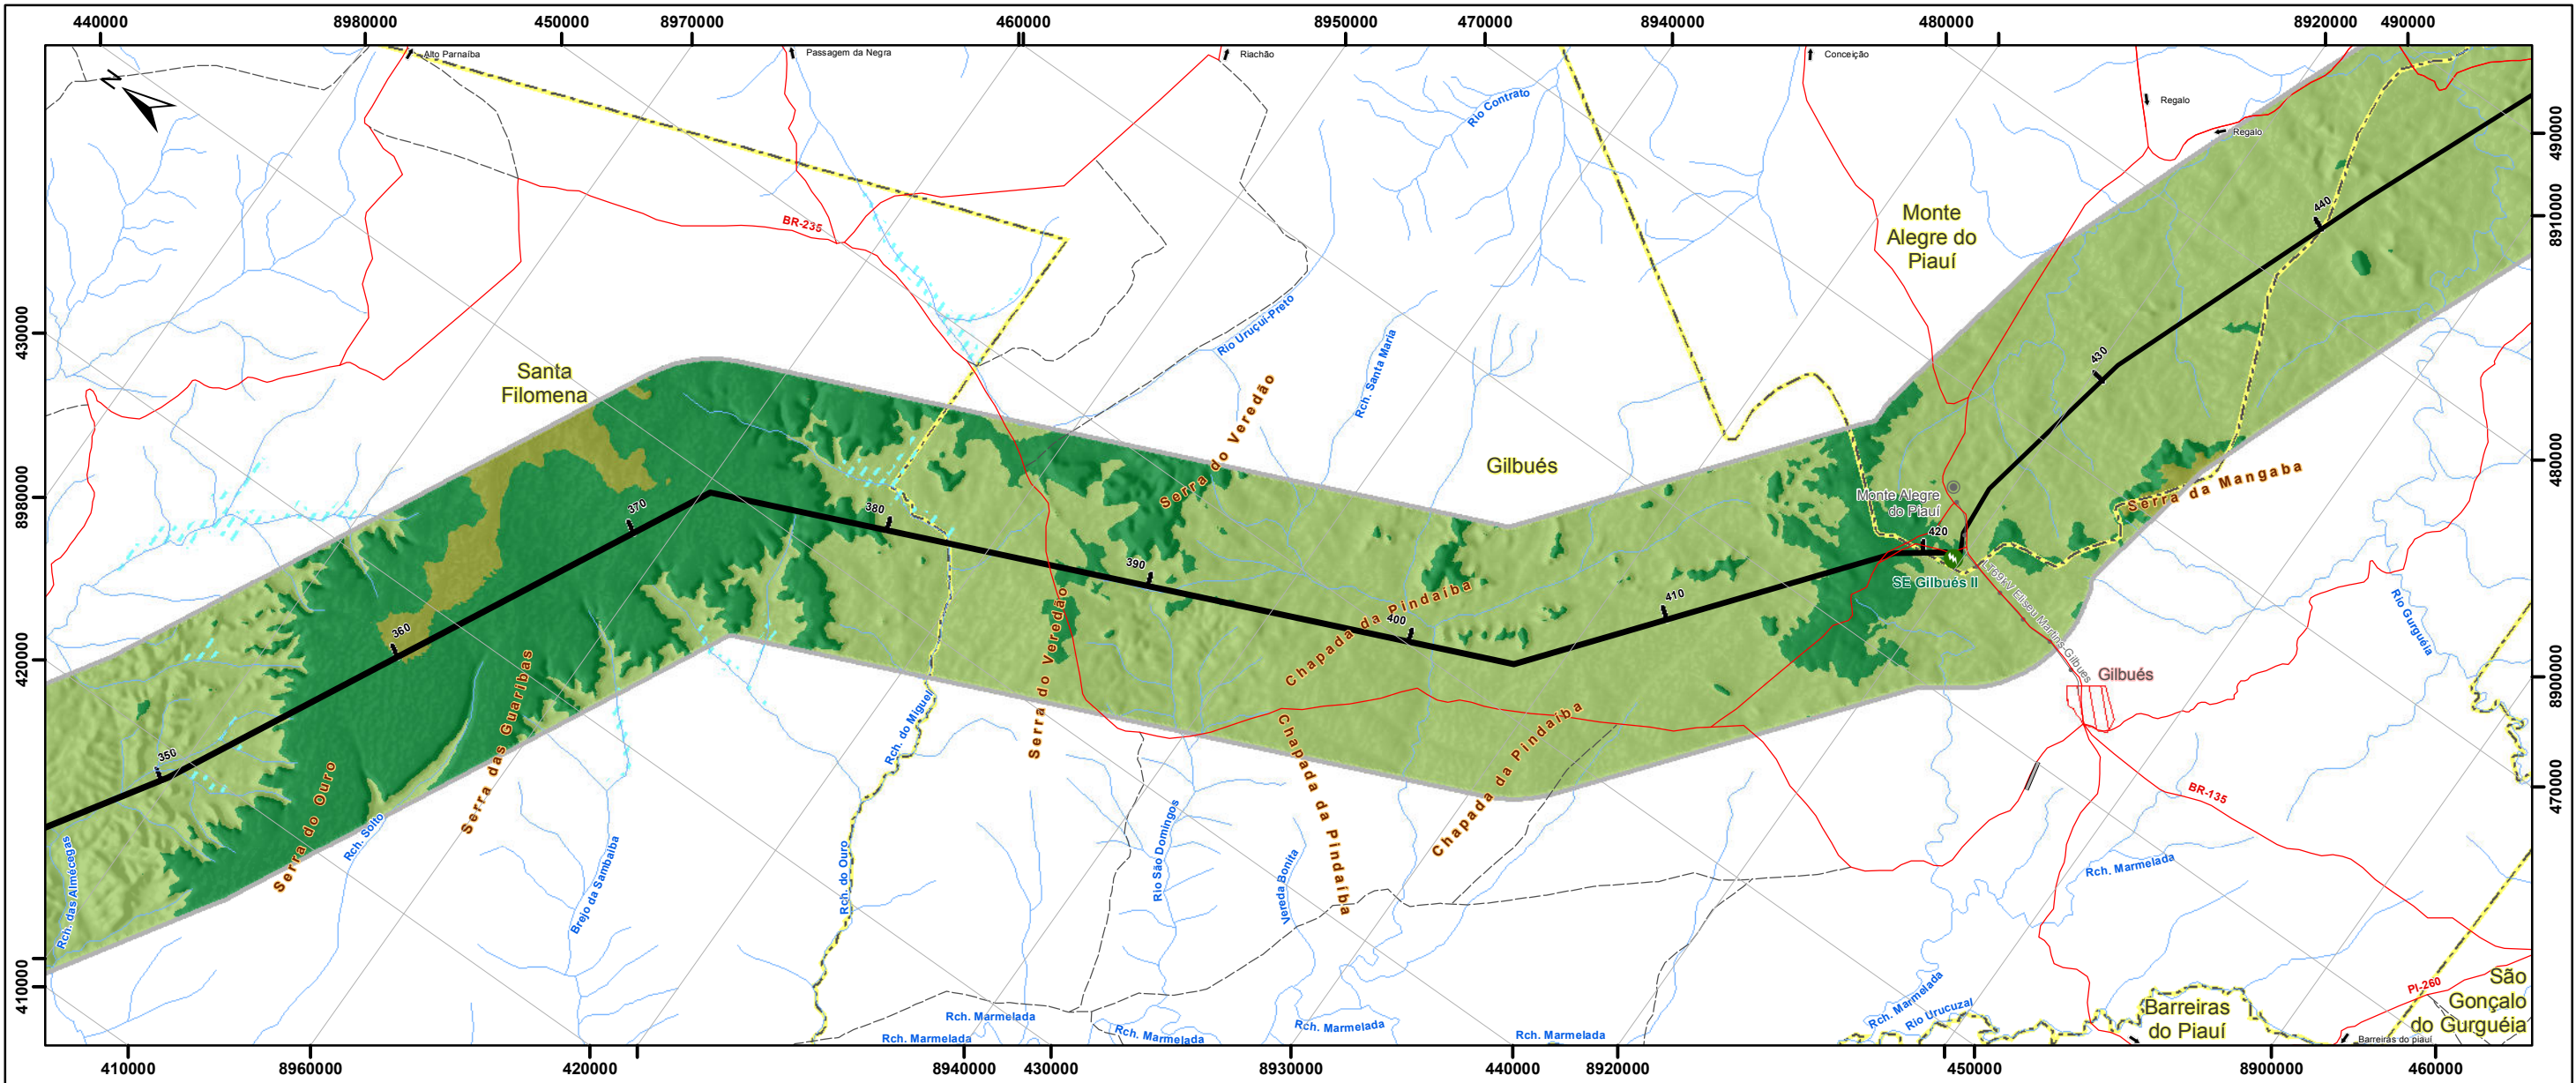 440000 8980000 450000 8970000 460000 8950000 470000 8940000 4800000 8920000 4900000
N
Alto Parnaíba
Passagem da Negra
Riachão
Conceição
Regalo
Regalo
Rio Contrato
BR-235
Monte
Alegre do
Piauí
440
490000
8910000
430000
Rio Uruçuí-Preto
Rch. Santa Maria
430
Santa
Filomena
Serra do Veredão
Gilbués
480000
8980000
Monte Alegre
do Piauí
Serra da Mangaba
370
380
420
390
SE Gilbués II
LT69kV Eliseu Martins-Gilbués
360
400
410
Chapada da Pindaíba
Serra do Veredão
Rio Gurguéia
420000
Serra das Guaribas
Gilbués
8900000
350
Rch. do Miguel
Chapada da Pindaíba
Chapada da Pindaíba
Serra do Ouro
Rch. Solto
BR-135
470000
Rch. das Almécegas
Brejo da Sambaíba
Rch. do Ouro
Rio São Domingos
Vereda Bonita
Rch. Marmelada
410000
Rch. Marmelada
Rch. Marmelada
Rch. Marmelada
Rch. Marmelada
Rch. Marmelada
Rch. Marmelada
Rio Urucuzal
Barreiras
do Piauí
PI-260
São
Gonçalo
do Gurguéia
Barreiras do piauí
410000 8960000 420000 8940000 430000 8930000 440000 8920000 450000 8900000 460000